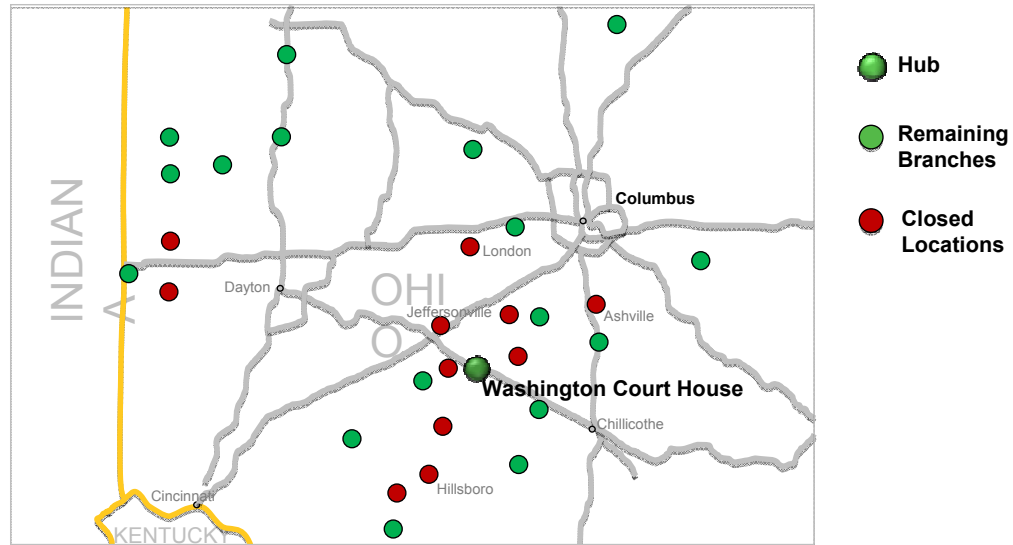 Hub
Remaining
Branches
Columbus
INDIAN
A
Closed
Locations
London
OHI
O
Dayton
Jeffersonville
Ashville
Washington Court House
Chillicothe
Hillsboro
Cincinnati
KENTUCKY